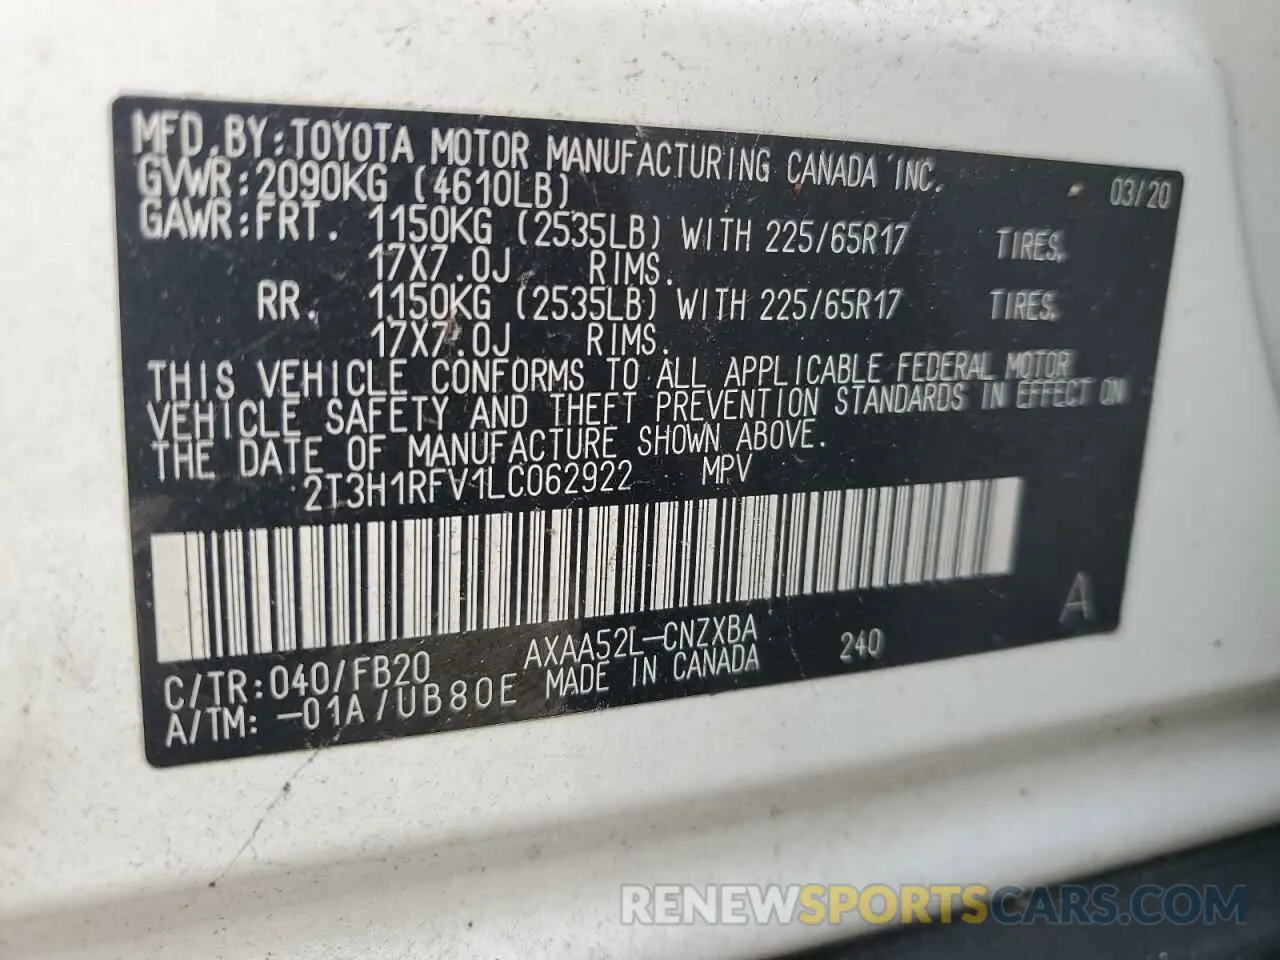 MFD.BY:TOYOTA MOTOR MANUFACTURING CANADA INC. 03/20
GVWR:2090KG (4610LB)
GAWR:FRT. 1150KG (2535LB) WITH 225/65R17 TIRES.
17X7.0J RIMS.
RR. 1150KG (2535LB) WITH 225/65R17 TIRES.
17X7.0J RIMS.
THIS VEHICLE CONFORMS TO ALL APPLICABLE FEDERAL MOTOR
VEHICLE SAFETY AND THEFT PREVENTION STANDARDS IN EFFECT ON
THE DATE OF MANUFACTURE SHOWN ABOVE.
2T3H1RFV1LC062922 MPV
A
C/TR:040/FB20 AXAA52L-CNZXBA 240
A/TM:-01A/UB80E MADE IN CANADA
RENEWSPORTSCARS.COM